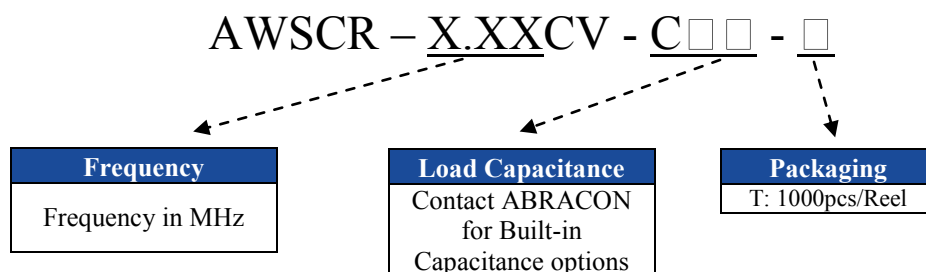 AWSCR – X.XXCV - C□□ - □
Frequency
Frequency in MHz
Load Capacitance
Contact ABRACON
for Built-in
Capacitance options
Packaging
T: 1000pcs/Reel